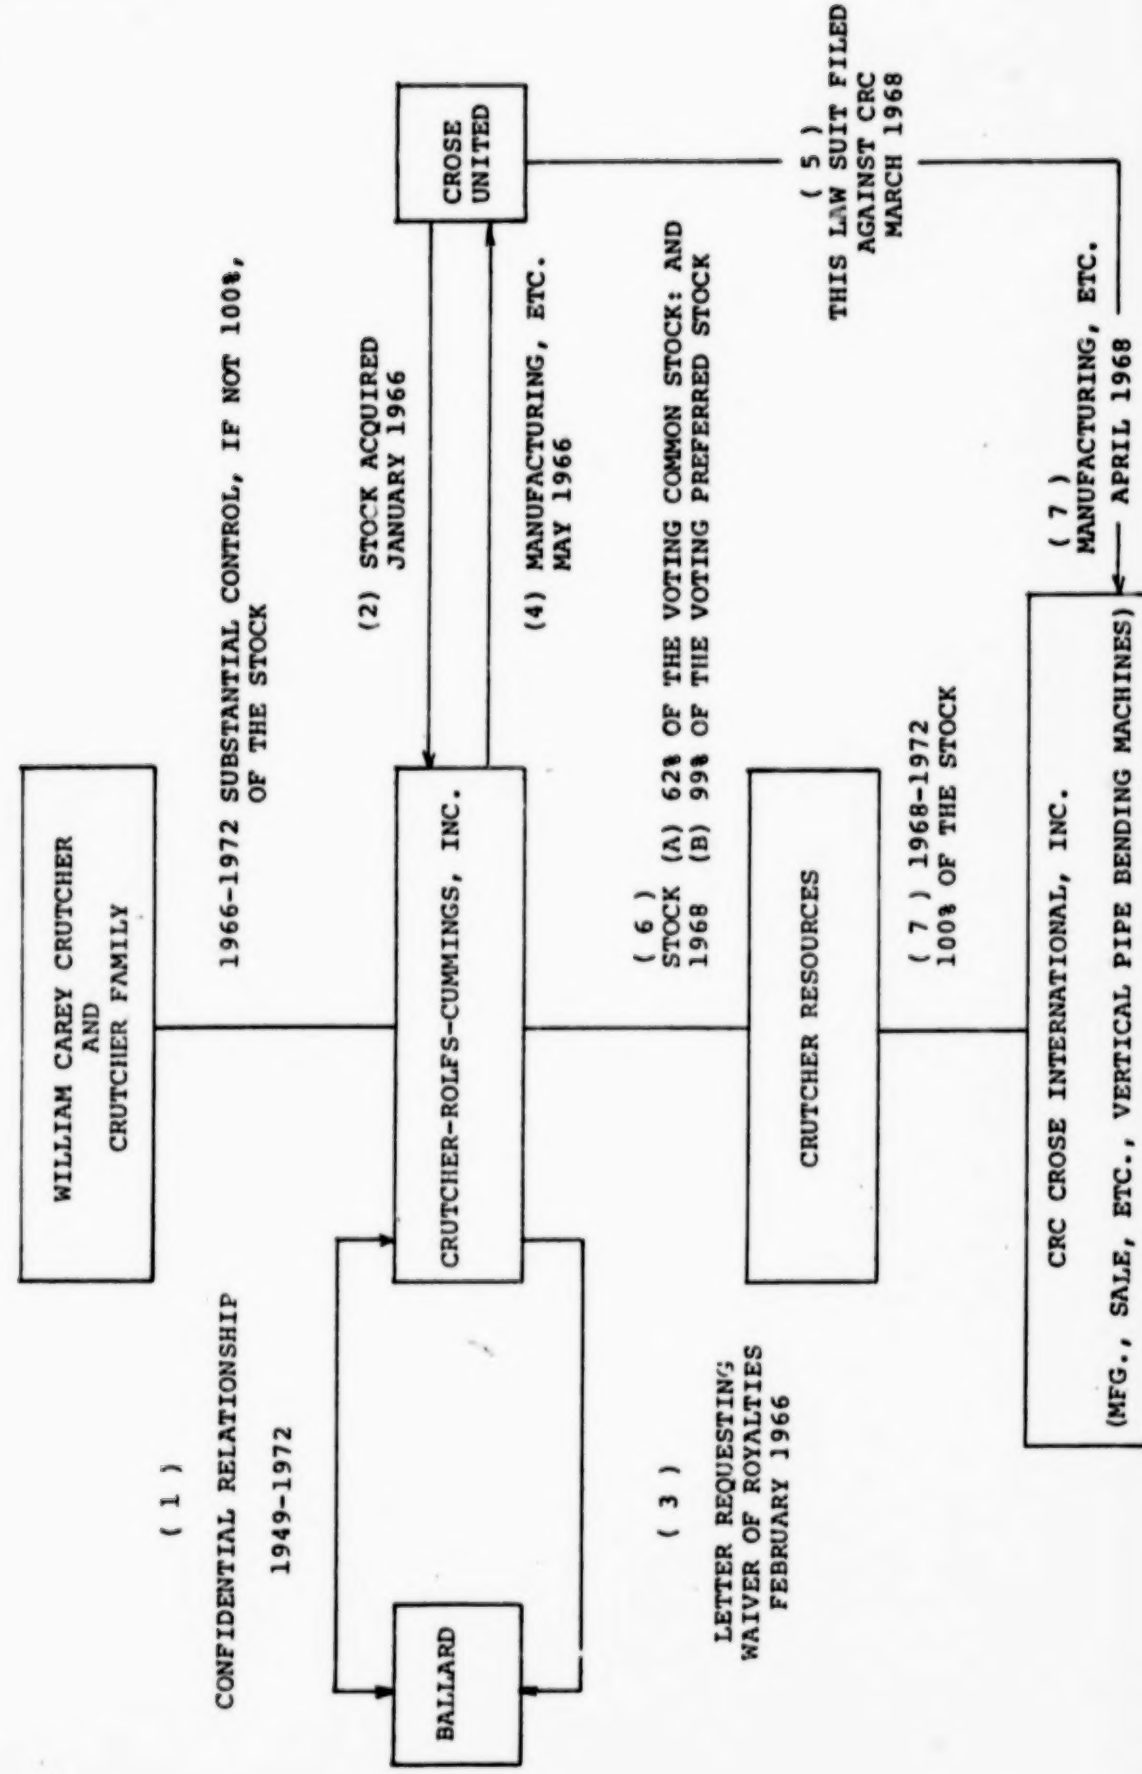 WILLIAM CAREY CRUTCHER
AND
CRUTCHER FAMILY
1966-1972 SUBSTANTIAL CONTROL, IF NOT 100%,
OF THE STOCK
( 1 )
CONFIDENTIAL RELATIONSHIP
1949-1972
(2) STOCK ACQUIRED
JANUARY 1966
BALLARD
CRUTCHER-ROLFS-CUMMINGS, INC.
CROSE
UNITED
(4) MANUFACTURING, ETC.
MAY 1966
( 3 )
LETTER REQUESTING
WAIVER OF ROYALTIES
FEBRUARY 1966
( 6 )
STOCK (A) 62% OF THE VOTING COMMON STOCK: AND
1968 (B) 99% OF THE VOTING PREFERRED STOCK
( 5 )
THIS LAW SUIT FILED
AGAINST CRC
MARCH 1968
CRUTCHER RESOURCES
( 7 ) 1968-1972
100% OF THE STOCK
( 7 )
MANUFACTURING, ETC.
APRIL 1968
CRC CROSE INTERNATIONAL, INC.
(MFG., SALE, ETC., VERTICAL PIPE BENDING MACHINES)